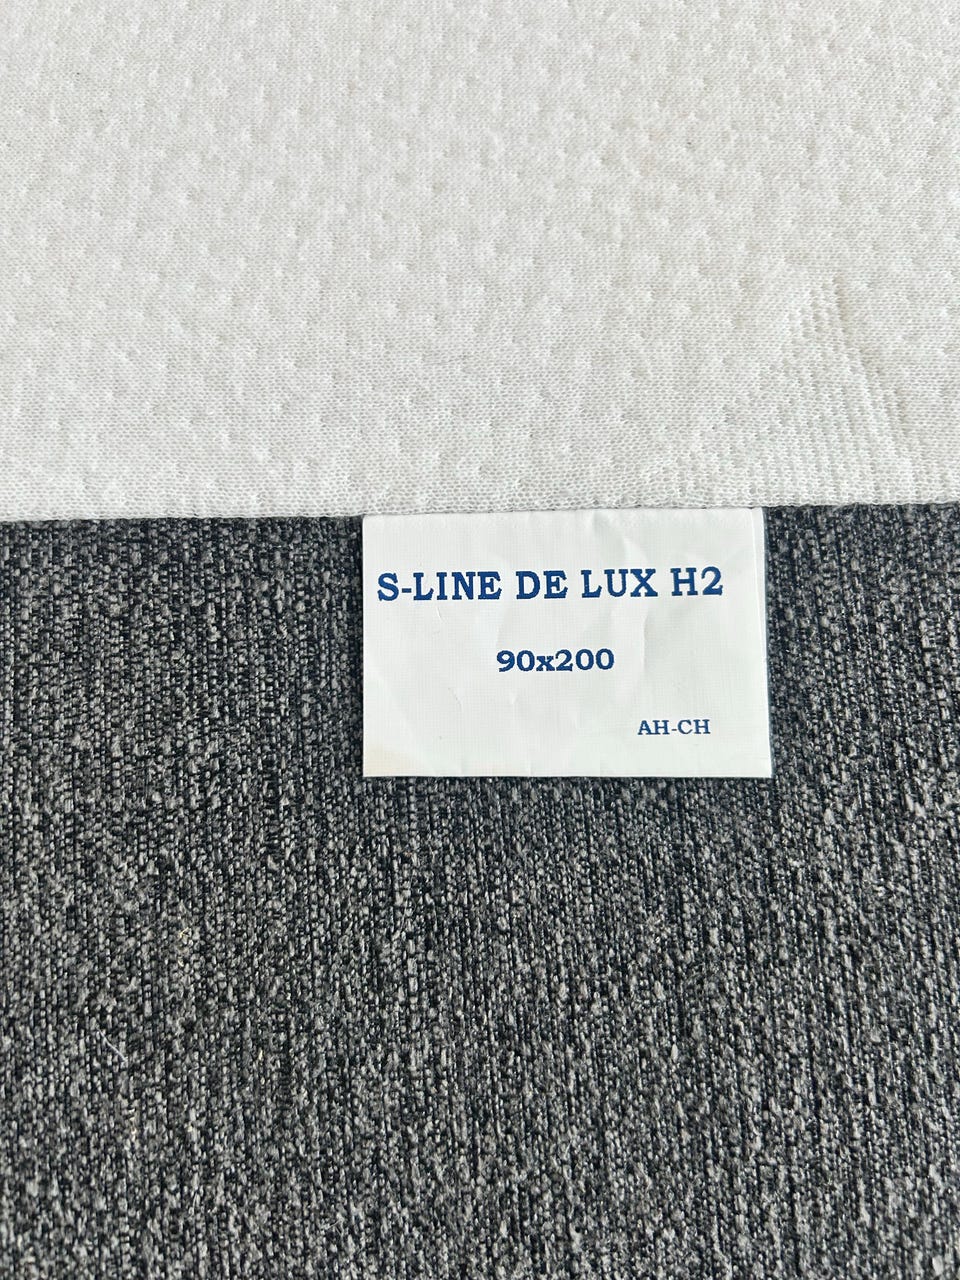 S-LINE DE LUX H2
90x200
AH-CH